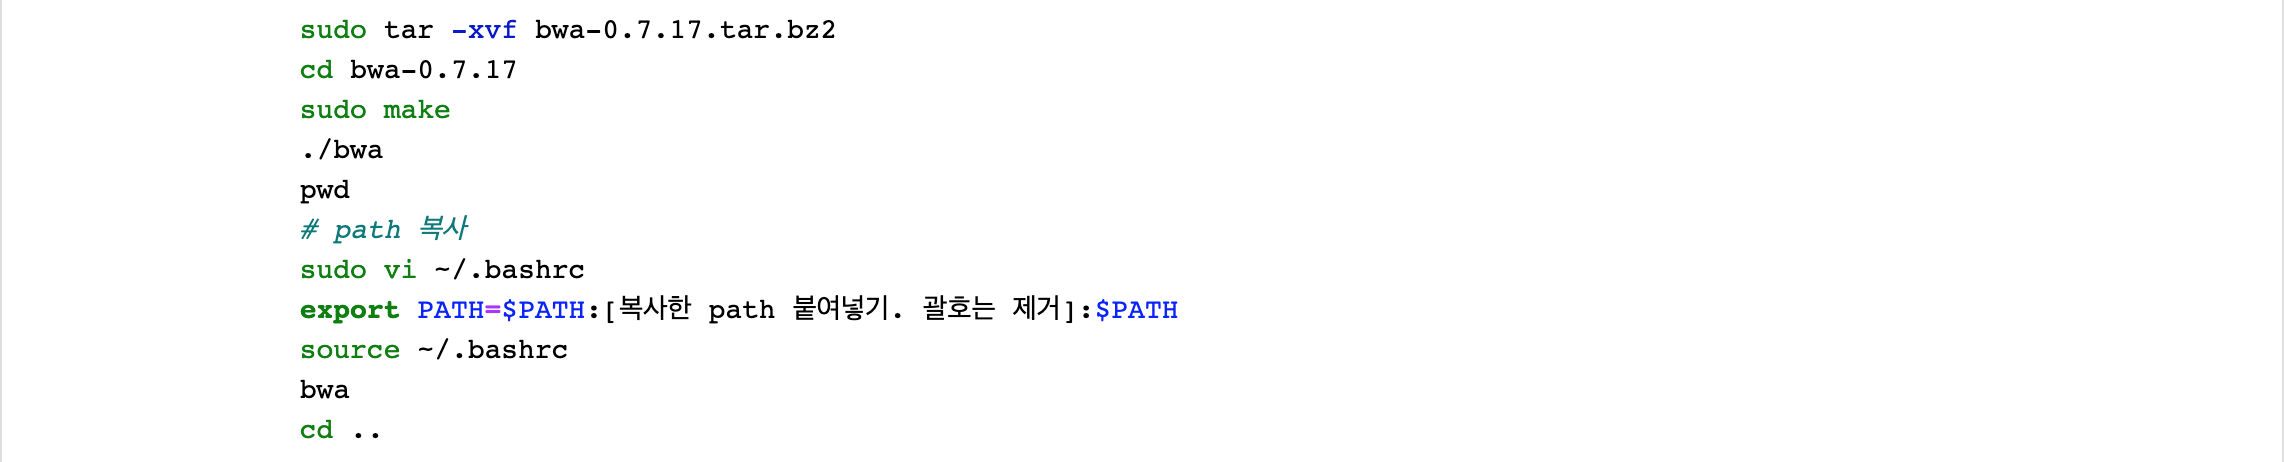 sudo tar -xvf bwa-0.7.17.tar.bz2
cd bwa-0.7.17
sudo make
./bwa
pwd
# path 복사
sudo vi ~/.bashrc
export PATH=$PATH:[복사한 path 붙여넣기. 괄호는 제거]:$PATH
source ~/.bashrc
bwa
cd ..